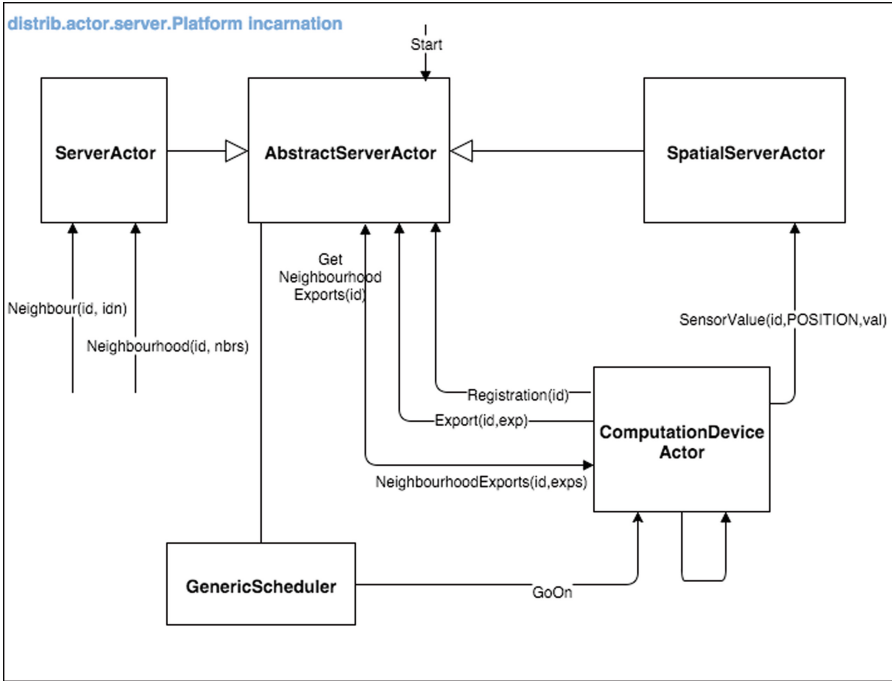 distrib.actor.server.Platform incarnation
Start
ServerActor
AbstractServerActor
SpatialServerActor
Get
Neighbourhood
Exports(id)
Neighbour(id, idn)
Neighbourhood(id, nbrs)
SensorValue(id,POSITION,val)
Registration(id)
Export(id,exp)
ComputationDevice
Actor
NeighbourhoodExports(id,exps)
GenericScheduler
GoOn